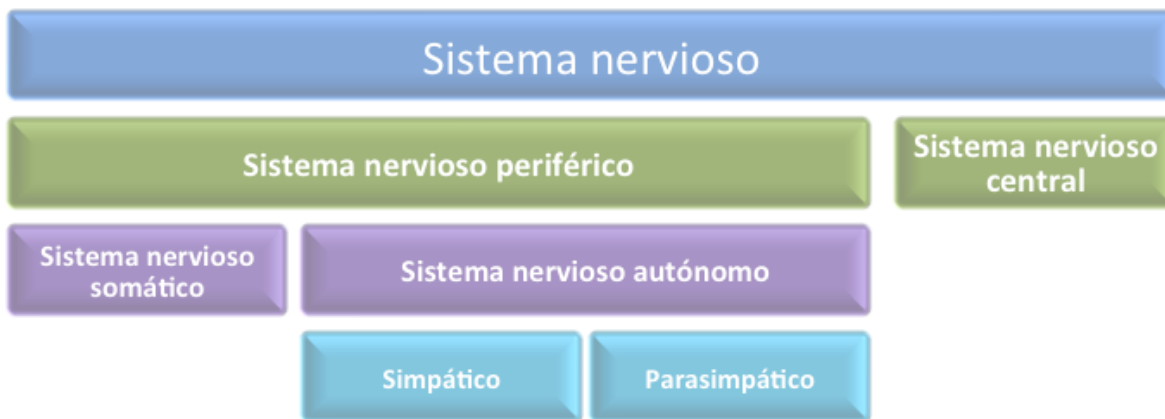 Sistema nervioso
Sistema nervioso periférico
Sistema nervioso
central
Sistema nervioso
somático
Sistema nervioso autónomo
Simpático
Parasimpático